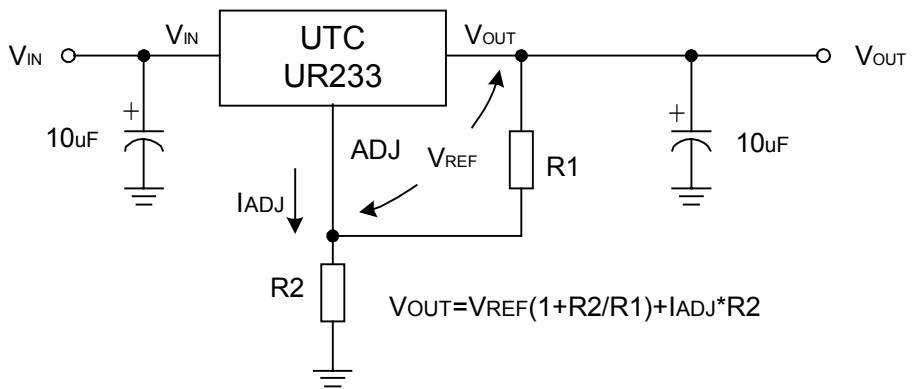 VIN
VIN
UTC
UR233
VOUT
VOUT
+
10uF
ADJ
VREF
R1
+
10uF
IADJ
R2
VOUT=VREF(1+R2/R1)+IADJ*R2